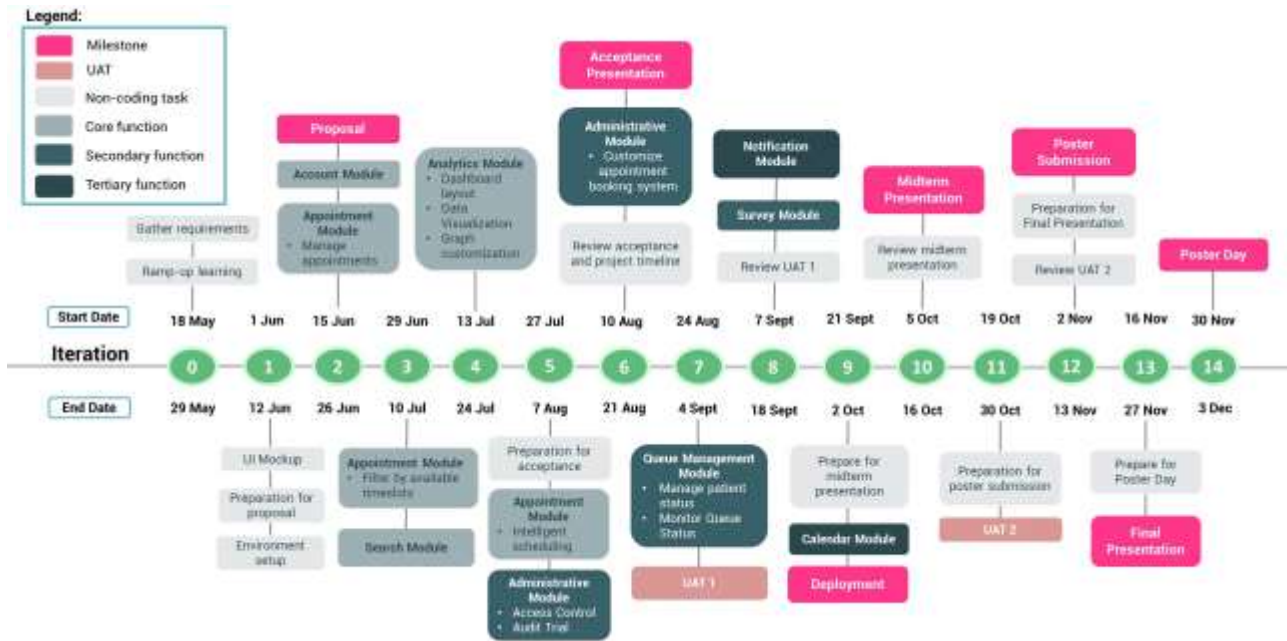 Legend:
Milestone
UAT
Non-coding task
Core function
Secondary function
Tertiary function
Gather requirements
Ramp-up learning
Proposal
Account Module
Appointment
Module
• Manage
appointments
Analytics Module
• Dashboard
layout
• Data
Visualization
• Graph
customization
Acceptance
Presentation
Administrative
Module
• Customize
appointment
booking system
Review acceptance
and project timeline
Notification
Module
Survey Module
Review UAT 1
Midterm
Presentation
Review midterm
presentation
Poster
Submission
Preparation for
Final Presentation
Review UAT 2
Poster Day
Start Date 18 May 1 Jun 15 Jun 29 Jun 13 Jul 27 Jul 10 Aug 24 Aug 7 Sept 21 Sept 5 Oct 19 Oct 2 Nov 16 Nov 30 Nov
Iteration 0 1 2 3 4 5 6 7 8 9 10 11 12 13 14
End Date 29 May 12 Jun 26 Jun 10 Jul 24 Jul 7 Aug 21 Aug 4 Sept 18 Sept 2 Oct 16 Oct 30 Oct 13 Nov 27 Nov 3 Dec
UI Mockup
Preparation for
proposal
Environment
setup
Appointment Module
• Filter by available
timeslots
Search Module
Preparation for
acceptance
Appointment
Module
• Intelligent
scheduling
Administrative
Module
• Access Control
• Audit Trial
Queue Management
Module
• Manage patient
status
• Monitor Queue
Status
UAT 1
Prepare for
midterm
presentation
Calendar Module
Deployment
Preparation for
poster submission
UAT 2
Prepare for
Poster Day
Final
Presentation